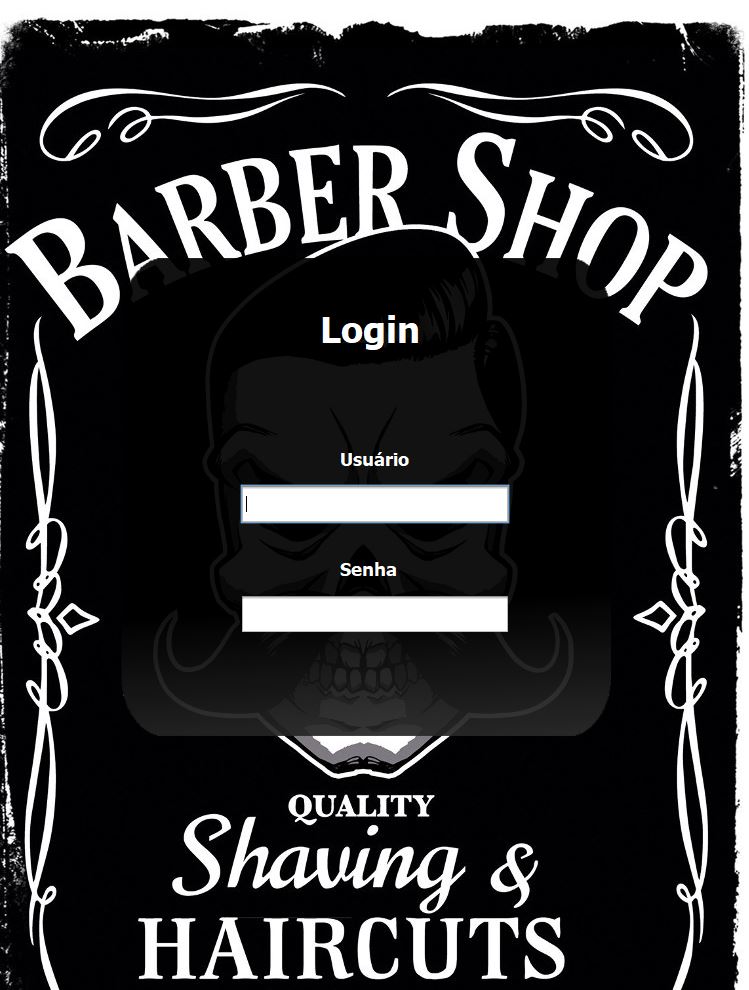 BARBER SHOP
Login
Usuário
Senha
QUALITY
Shaving &
HAIRCUTS